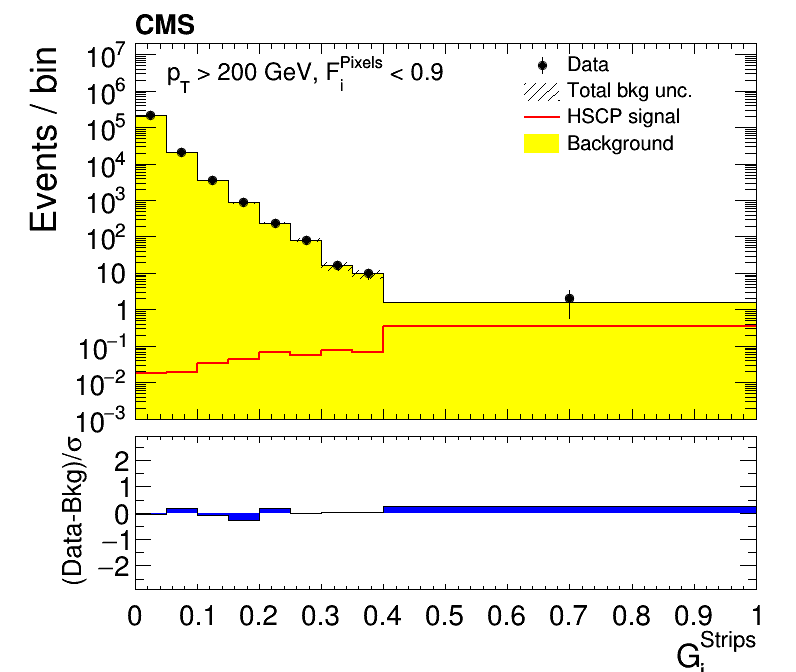 CMS
Events / bin
10^7
10^6
10^5
10^4
10^3
10^2
10
1
10^−1
10^−2
10^−3
p_T > 200 GeV, F_i^Pixels < 0.9
Data
Total bkg unc.
HSCP signal
Background
(Data-Bkg)/σ
2
1
0
−1
−2
0 0.1 0.2 0.3 0.4 0.5 0.6 0.7 0.8 0.9 1
G_i^Strips